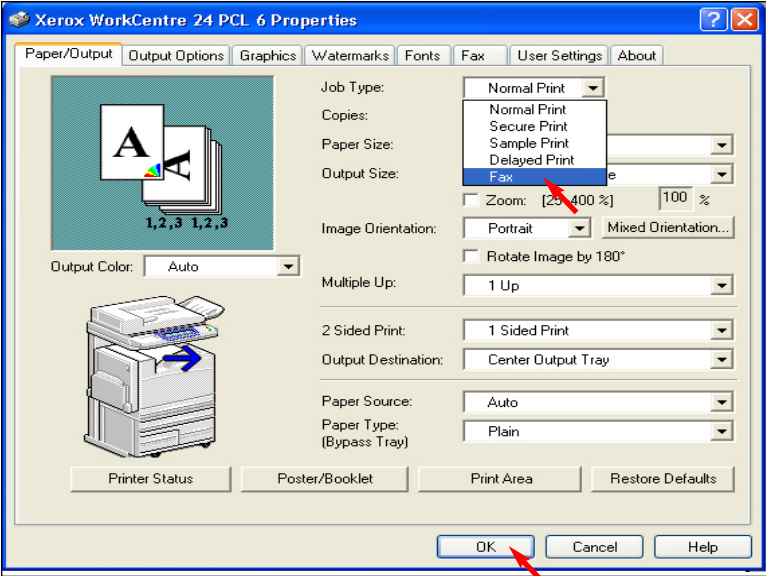 Xerox WorkCentre 24 PCL 6 Properties
Paper/Output Output Options Graphics Watermarks Fonts Fax User Settings About
Job Type: Normal Print
Normal Print
Secure Print
Sample Print
Delayed Print
Fax
Copies:
Paper Size:
Output Size:
Zoom: [25-400 %] 100 %
A A
1,2,3 1,2,3
Image Orientation: Portrait Mixed Orientation...
Rotate Image by 180°
Output Color: Auto
Multiple Up: 1 Up
2 Sided Print: 1 Sided Print
Output Destination: Center Output Tray
Paper Source: Auto
Paper Type: Plain
(Bypass Tray)
Printer Status Poster/Booklet Print Area Restore Defaults
OK Cancel Help